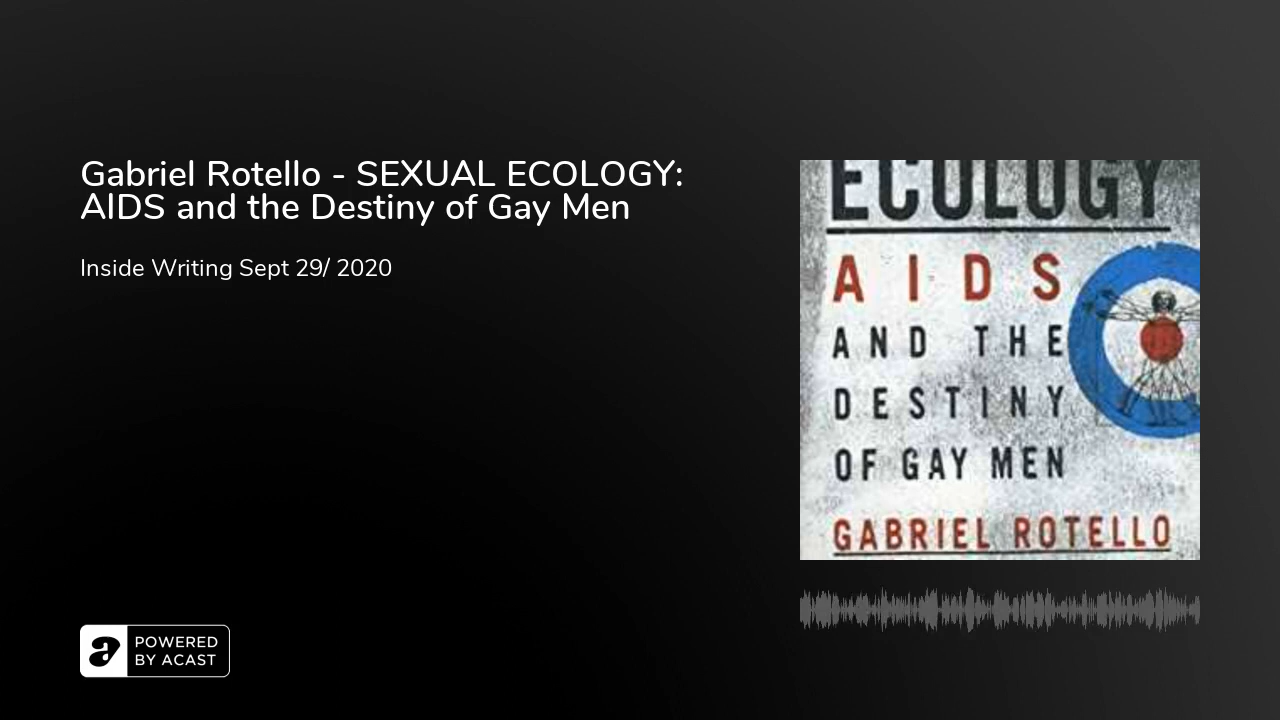 Gabriel Rotello - SEXUAL ECOLOGY:
AIDS and the Destiny of Gay Men
Inside Writing Sept 29/ 2020
ECOLOGY
AIDS
AND THE
DESTINY
OF GAY MEN
GABRIEL ROTELLO
POWERED
BY ACAST